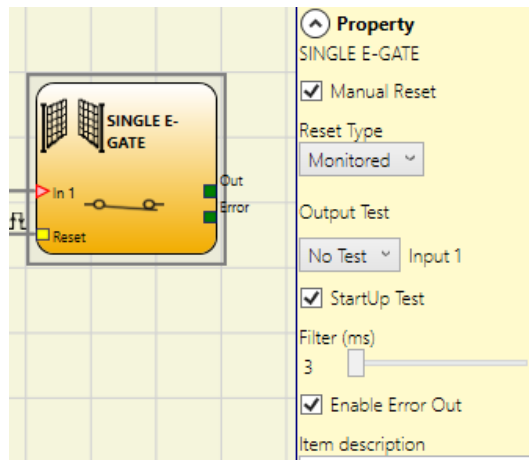 SINGLE E-
GATE
In 1
Reset
Out
Error
Property
SINGLE E-GATE
Manual Reset
Reset Type
Monitored
Output Test
No Test Input 1
StartUp Test
Filter (ms)
3
Enable Error Out
Item description